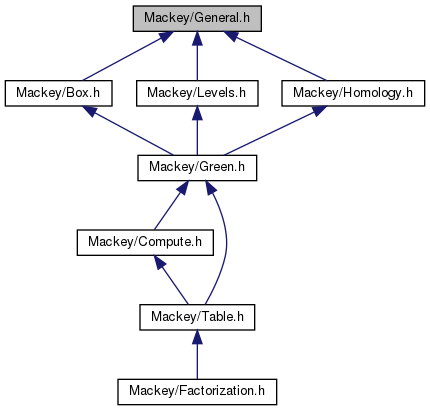 Mackey/General.h
Mackey/Box.h
Mackey/Levels.h
Mackey/Homology.h
Mackey/Green.h
Mackey/Compute.h
Mackey/Table.h
Mackey/Factorization.h